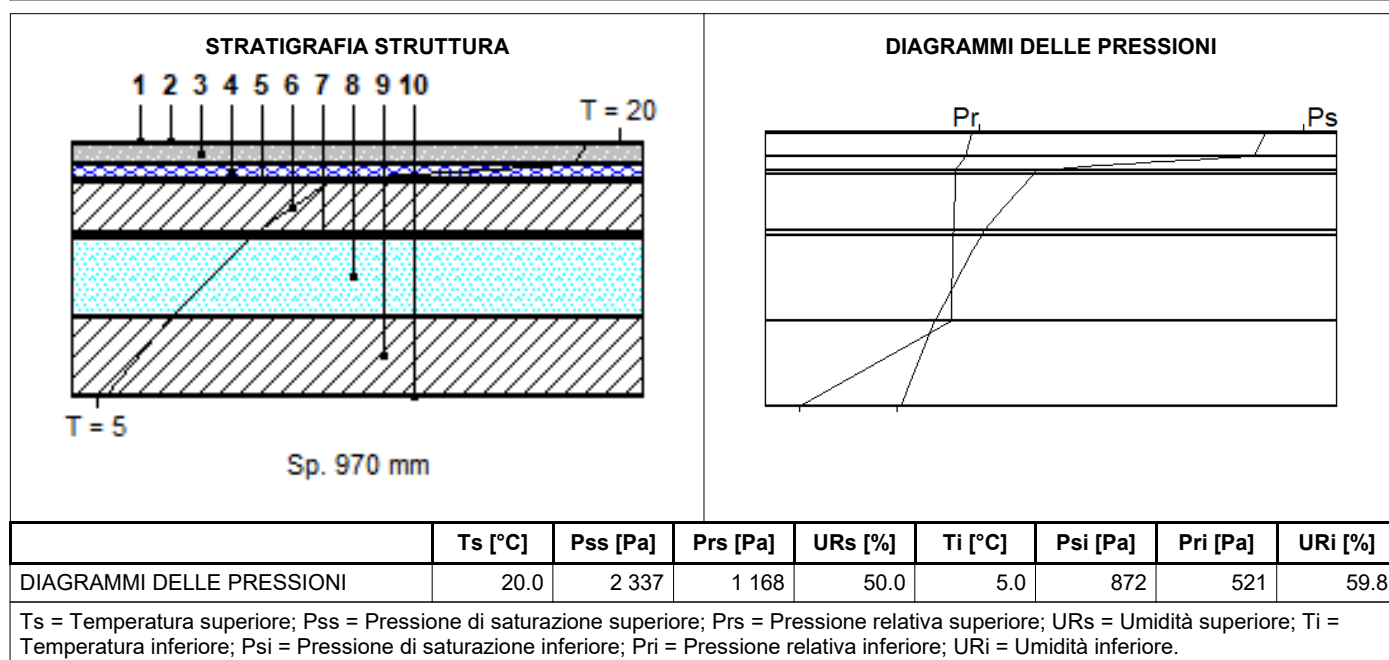 STRATIGRAFIA STRUTTURA
1 2 3 4 5 6 7 8 9 10
T = 20
T = 5
Sp. 970 mm
DIAGRAMMI DELLE PRESSIONI
Pr
Ps
Ts [°C] Pss [Pa] Prs [Pa] URs [%] Ti [°C] Psi [Pa] Pri [Pa] URi [%]
DIAGRAMMI DELLE PRESSIONI 20.0 2 337 1 168 50.0 5.0 872 521 59.8
Ts = Temperatura superiore; Pss = Pressione di saturazione superiore; Prs = Pressione relativa superiore; URs = Umidità superiore; Ti =
Temperatura inferiore; Psi = Pressione di saturazione inferiore; Pri = Pressione relativa inferiore; URi = Umidità inferiore.